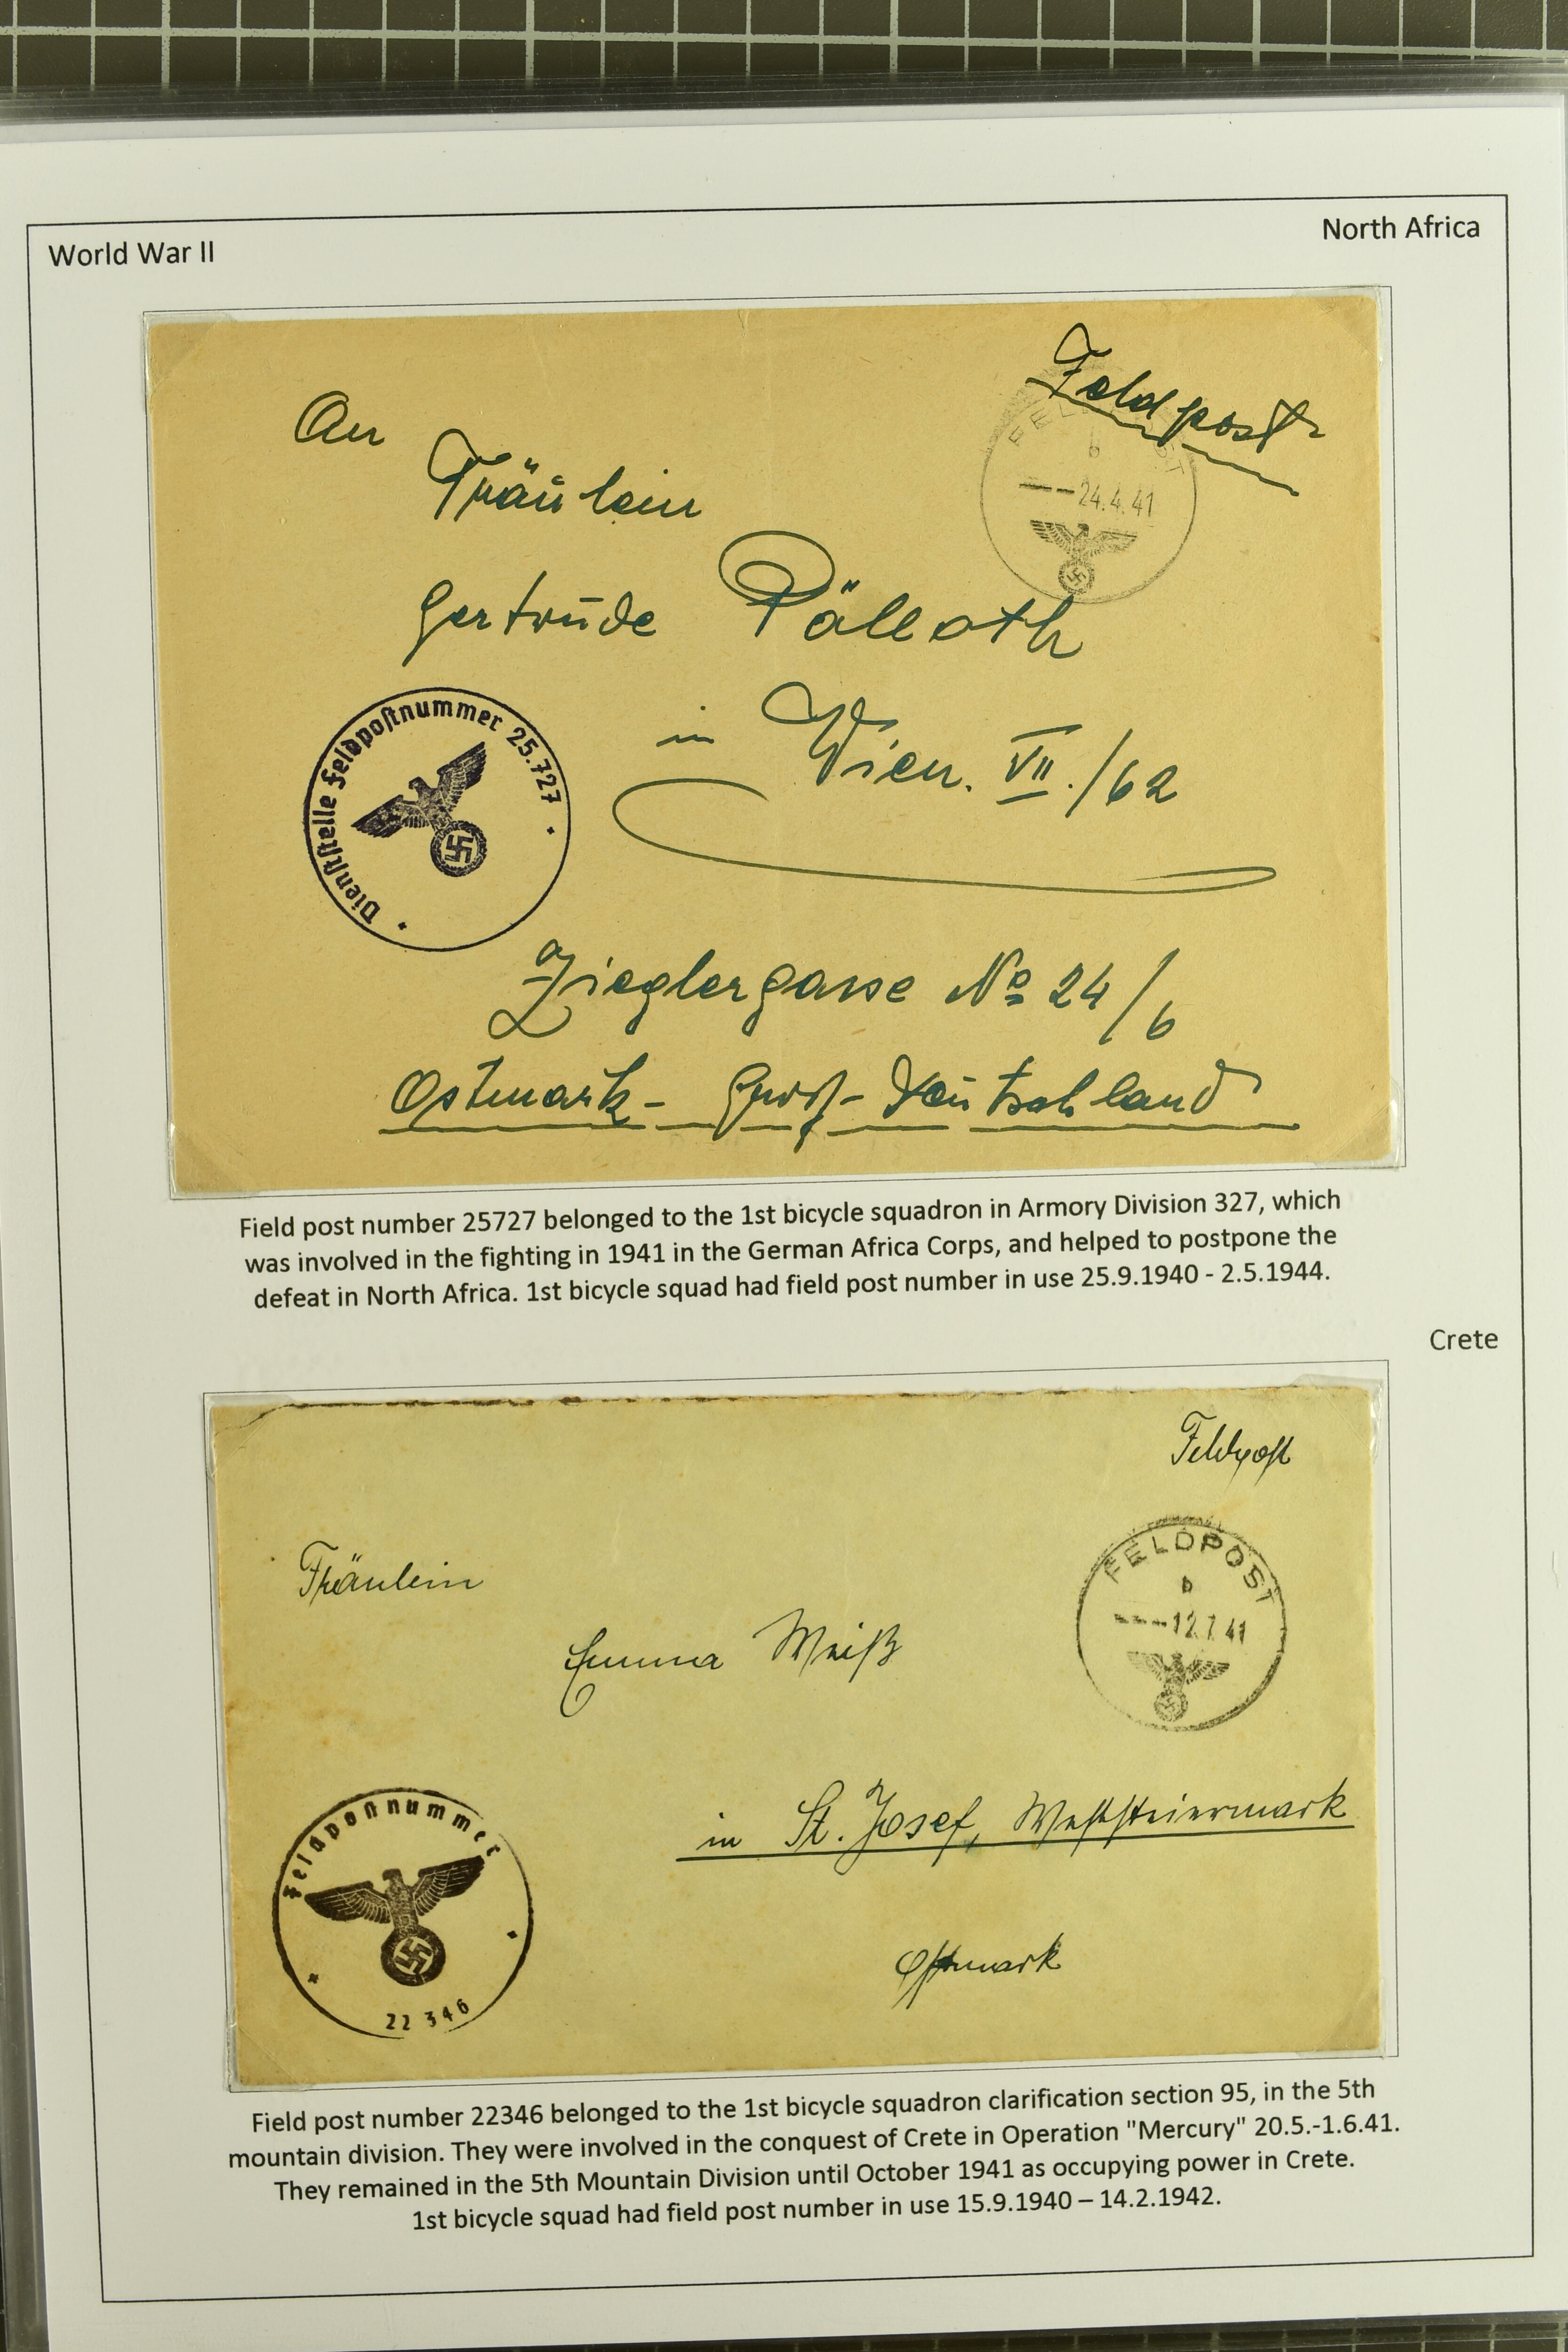 World War II
North Africa
Feldpost
FELDPOST
b
24.4.41
An
Fräulein
Gertrude Pälloth
in Wien. VII./62
Dienststelle Feldpostnummer 25.727
Zieglergasse No 24/6
Ostmark - Groß - Deutschland
Field post number 25727 belonged to the 1st bicycle squadron in Armory Division 327, which
was involved in the fighting in 1941 in the German Africa Corps, and helped to postpone the
defeat in North Africa. 1st bicycle squad had field post number in use 25.9.1940 - 2.5.1944.
Crete
Feldpost
FELDPOST
b
12.7.41
Fräulein
Emma Weiß
in St. Josef, Weststeiermark
Ostmark
Feldpostnummer
22346
Field post number 22346 belonged to the 1st bicycle squadron clarification section 95, in the 5th
mountain division. They were involved in the conquest of Crete in Operation "Mercury" 20.5.-1.6.41.
They remained in the 5th Mountain Division until October 1941 as occupying power in Crete.
1st bicycle squad had field post number in use 15.9.1940 – 14.2.1942.